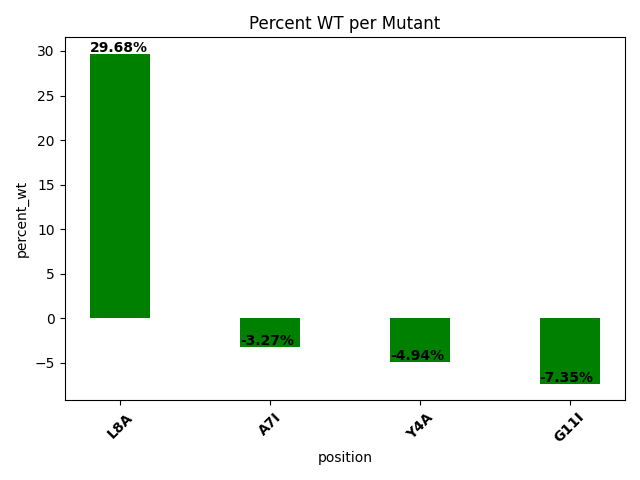 Percent WT per Mutant
percent_wt
30
25
20
15
10
5
0
−5
29.68%
-3.27%
-4.94%
-7.35%
L8A
A7I
Y4A
G11I
position